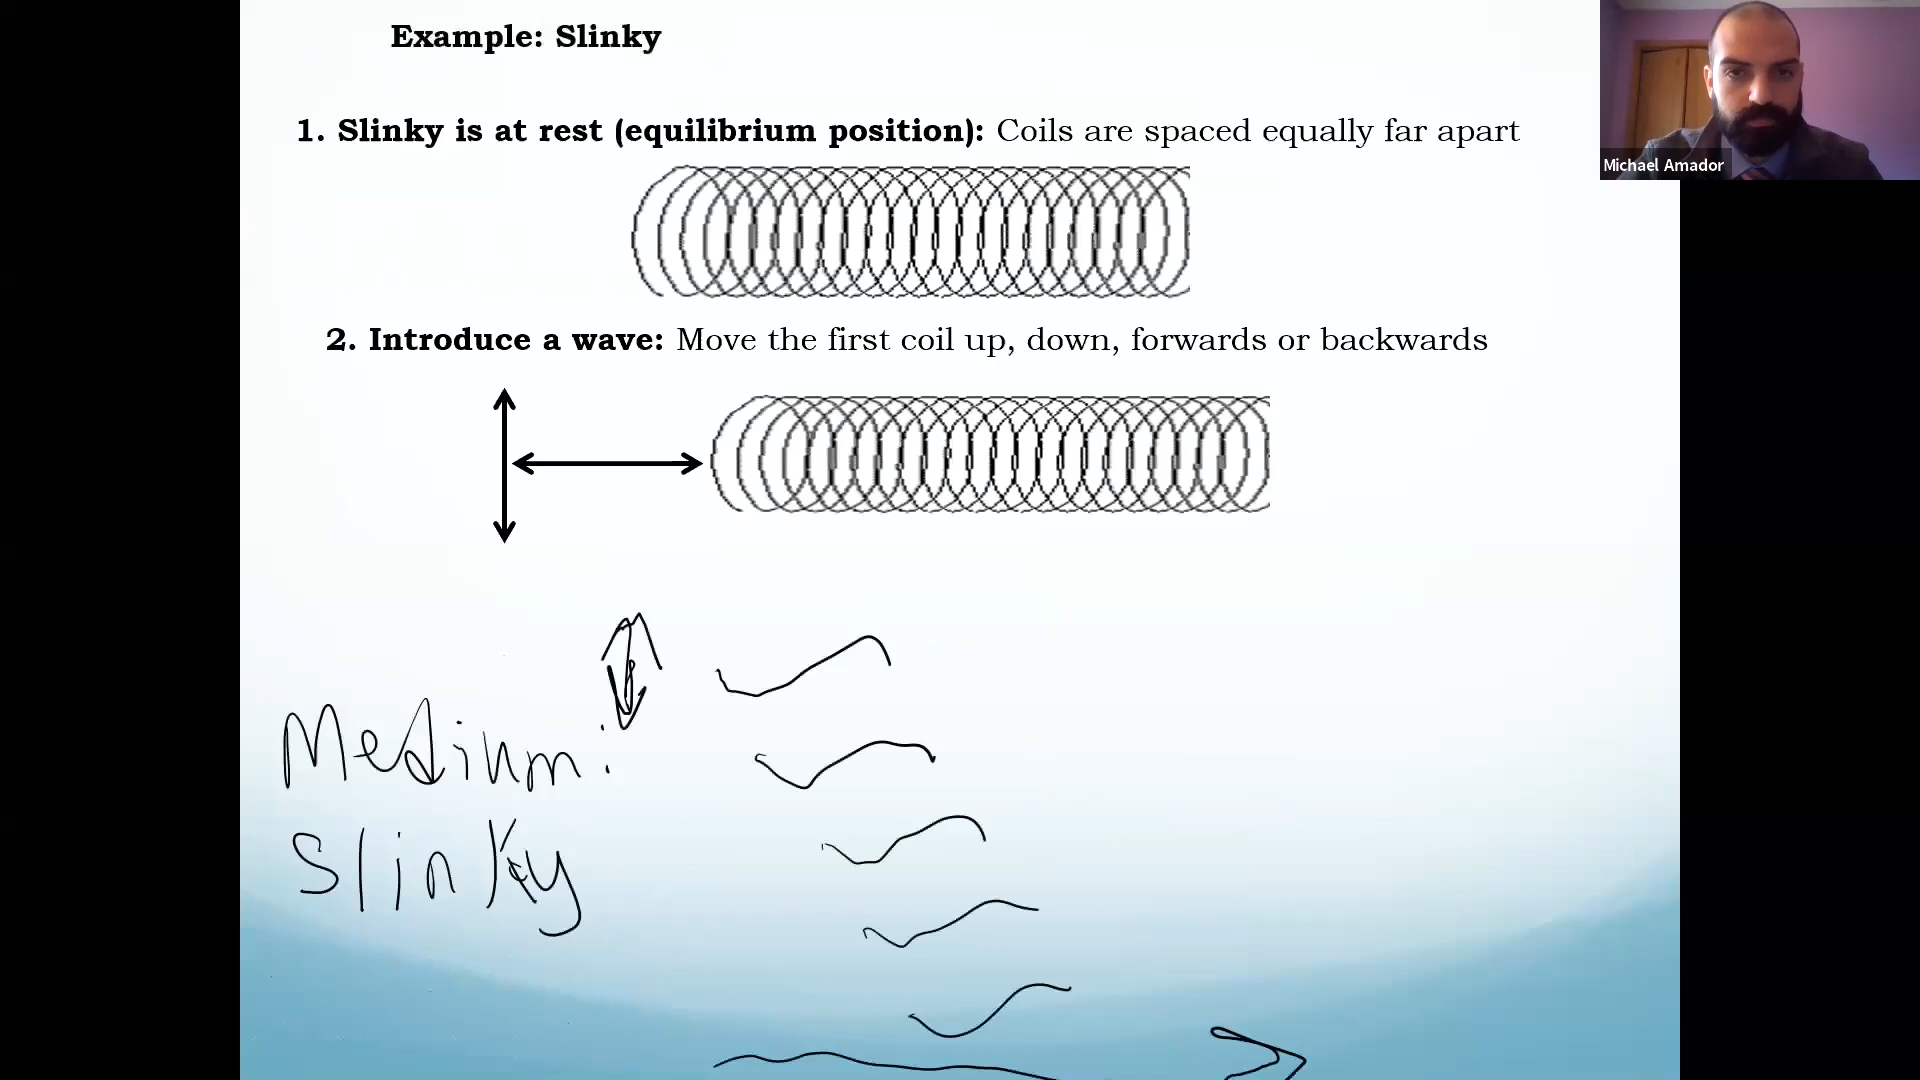 Example: Slinky
Michael Amador
1. Slinky is at rest (equilibrium position): Coils are spaced equally far apart
2. Introduce a wave: Move the first coil up, down, forwards or backwards
Medium:
Slinky